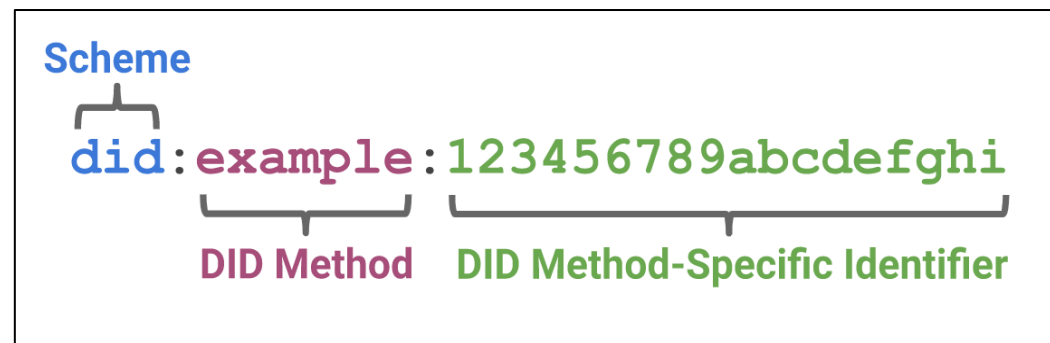 Scheme
did:example:123456789abcdefghi
DID Method DID Method-Specific Identifier